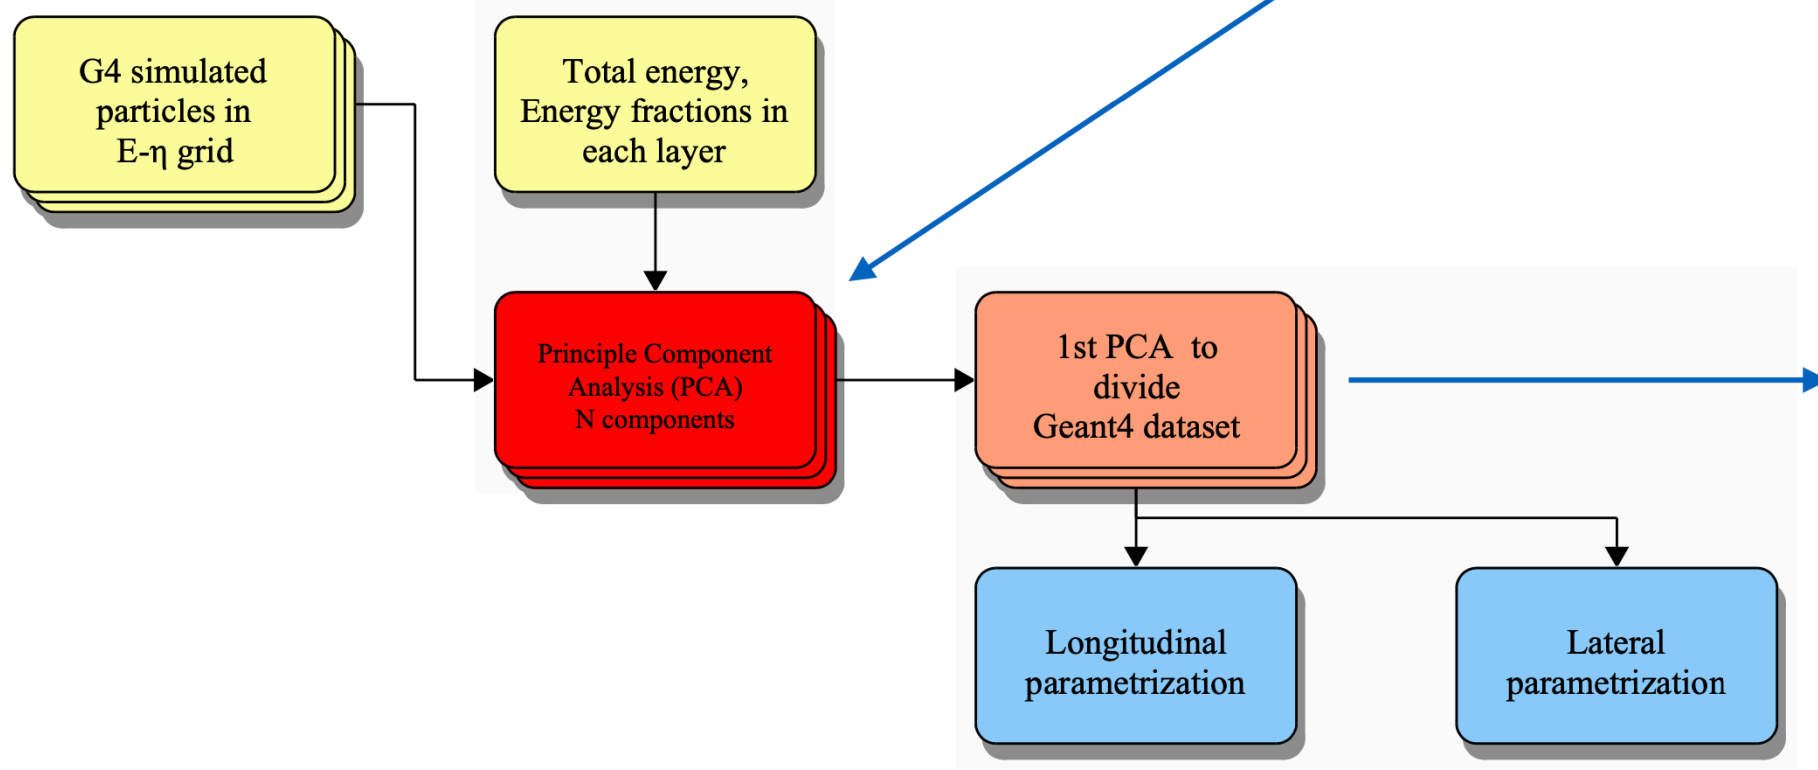 G4 simulated
particles in
E-η grid
Total energy,
Energy fractions in
each layer
Principle Component
Analysis (PCA)
N components
1st PCA  to
divide
Geant4 dataset
Longitudinal
parametrization
Lateral
parametrization